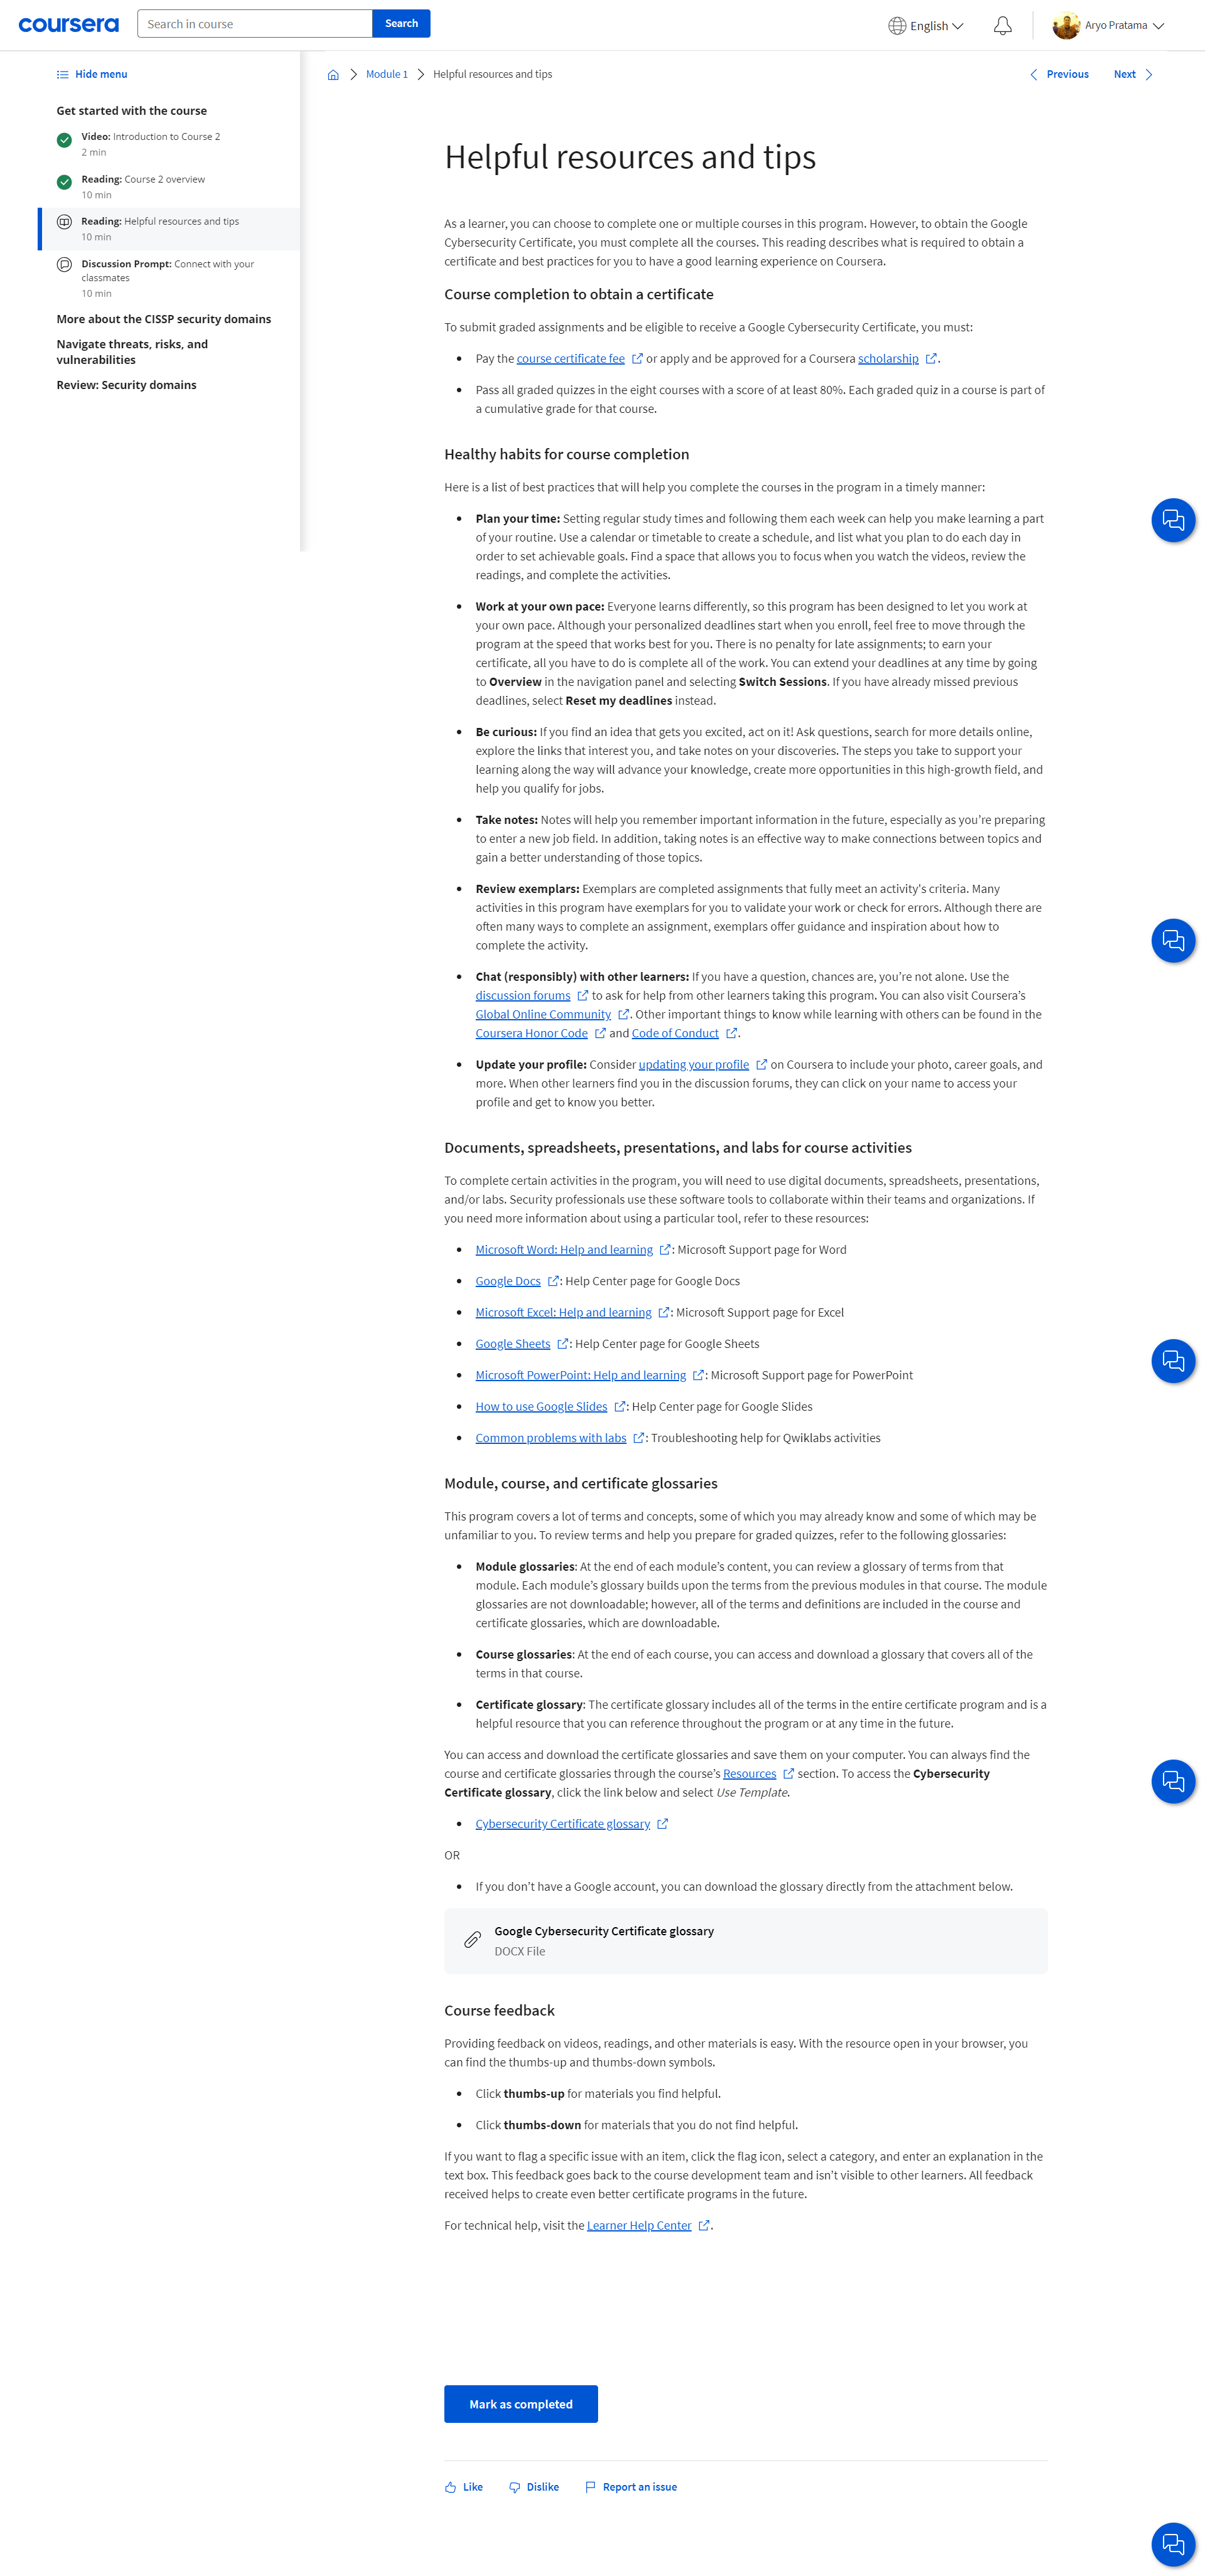 coursera
Search in course
Search
English
Aryo Pratama
Hide menu
Get started with the course
Video: Introduction to Course 2
2 min
Reading: Course 2 overview
10 min
Reading: Helpful resources and tips
10 min
Discussion Prompt: Connect with your
classmates
10 min
More about the CISSP security domains
Navigate threats, risks, and
vulnerabilities
Review: Security domains
Module 1
Helpful resources and tips
Previous
Next
Helpful resources and tips
As a learner, you can choose to complete one or multiple courses in this program. However, to obtain the Google
Cybersecurity Certificate, you must complete all the courses. This reading describes what is required to obtain a
certificate and best practices for you to have a good learning experience on Coursera.
Course completion to obtain a certificate
To submit graded assignments and be eligible to receive a Google Cybersecurity Certificate, you must:
• Pay the course certificate fee or apply and be approved for a Coursera scholarship .
• Pass all graded quizzes in the eight courses with a score of at least 80%. Each graded quiz in a course is part of
a cumulative grade for that course.
Healthy habits for course completion
Here is a list of best practices that will help you complete the courses in the program in a timely manner:
• Plan your time: Setting regular study times and following them each week can help you make learning a part
of your routine. Use a calendar or timetable to create a schedule, and list what you plan to do each day in
order to set achievable goals. Find a space that allows you to focus when you watch the videos, review the
readings, and complete the activities.
• Work at your own pace: Everyone learns differently, so this program has been designed to let you work at
your own pace. Although your personalized deadlines start when you enroll, feel free to move through the
program at the speed that works best for you. There is no penalty for late assignments; to earn your
certificate, all you have to do is complete all of the work. You can extend your deadlines at any time by going
to Overview in the navigation panel and selecting Switch Sessions. If you have already missed previous
deadlines, select Reset my deadlines instead.
• Be curious: If you find an idea that gets you excited, act on it! Ask questions, search for more details online,
explore the links that interest you, and take notes on your discoveries. The steps you take to support your
learning along the way will advance your knowledge, create more opportunities in this high-growth field, and
help you qualify for jobs.
• Take notes: Notes will help you remember important information in the future, especially as you’re preparing
to enter a new job field. In addition, taking notes is an effective way to make connections between topics and
gain a better understanding of those topics.
• Review exemplars: Exemplars are completed assignments that fully meet an activity's criteria. Many
activities in this program have exemplars for you to validate your work or check for errors. Although there are
often many ways to complete an assignment, exemplars offer guidance and inspiration about how to
complete the activity.
• Chat (responsibly) with other learners: If you have a question, chances are, you’re not alone. Use the
discussion forums to ask for help from other learners taking this program. You can also visit Coursera’s
Global Online Community . Other important things to know while learning with others can be found in the
Coursera Honor Code and Code of Conduct .
• Update your profile: Consider updating your profile on Coursera to include your photo, career goals, and
more. When other learners find you in the discussion forums, they can click on your name to access your
profile and get to know you better.
Documents, spreadsheets, presentations, and labs for course activities
To complete certain activities in the program, you will need to use digital documents, spreadsheets, presentations,
and/or labs. Security professionals use these software tools to collaborate within their teams and organizations. If
you need more information about using a particular tool, refer to these resources:
• Microsoft Word: Help and learning : Microsoft Support page for Word
• Google Docs : Help Center page for Google Docs
• Microsoft Excel: Help and learning : Microsoft Support page for Excel
• Google Sheets : Help Center page for Google Sheets
• Microsoft PowerPoint: Help and learning : Microsoft Support page for PowerPoint
• How to use Google Slides : Help Center page for Google Slides
• Common problems with labs : Troubleshooting help for Qwiklabs activities
Module, course, and certificate glossaries
This program covers a lot of terms and concepts, some of which you may already know and some of which may be
unfamiliar to you. To review terms and help you prepare for graded quizzes, refer to the following glossaries:
• Module glossaries: At the end of each module’s content, you can review a glossary of terms from that
module. Each module’s glossary builds upon the terms from the previous modules in that course. The module
glossaries are not downloadable; however, all of the terms and definitions are included in the course and
certificate glossaries, which are downloadable.
• Course glossaries: At the end of each course, you can access and download a glossary that covers all of the
terms in that course.
• Certificate glossary: The certificate glossary includes all of the terms in the entire certificate program and is a
helpful resource that you can reference throughout the program or at any time in the future.
You can access and download the certificate glossaries and save them on your computer. You can always find the
course and certificate glossaries through the course’s Resources section. To access the Cybersecurity
Certificate glossary, click the link below and select Use Template.
• Cybersecurity Certificate glossary
OR
• If you don’t have a Google account, you can download the glossary directly from the attachment below.
Google Cybersecurity Certificate glossary
DOCX File
Course feedback
Providing feedback on videos, readings, and other materials is easy. With the resource open in your browser, you
can find the thumbs-up and thumbs-down symbols.
• Click thumbs-up for materials you find helpful.
• Click thumbs-down for materials that you do not find helpful.
If you want to flag a specific issue with an item, click the flag icon, select a category, and enter an explanation in the
text box. This feedback goes back to the course development team and isn’t visible to other learners. All feedback
received helps to create even better certificate programs in the future.
For technical help, visit the Learner Help Center .
Mark as completed
Like
Dislike
Report an issue